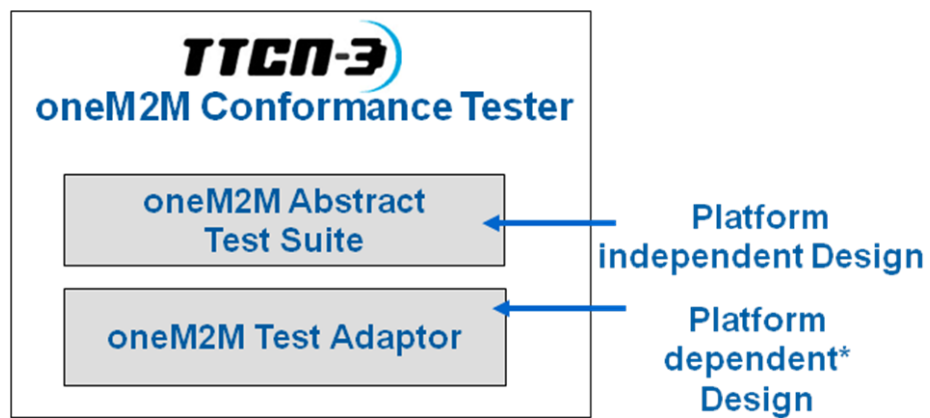 TTCN-3
oneM2M Conformance Tester
oneM2M Abstract
Test Suite
Platform
independent Design
oneM2M Test Adaptor
Platform
dependent*
Design